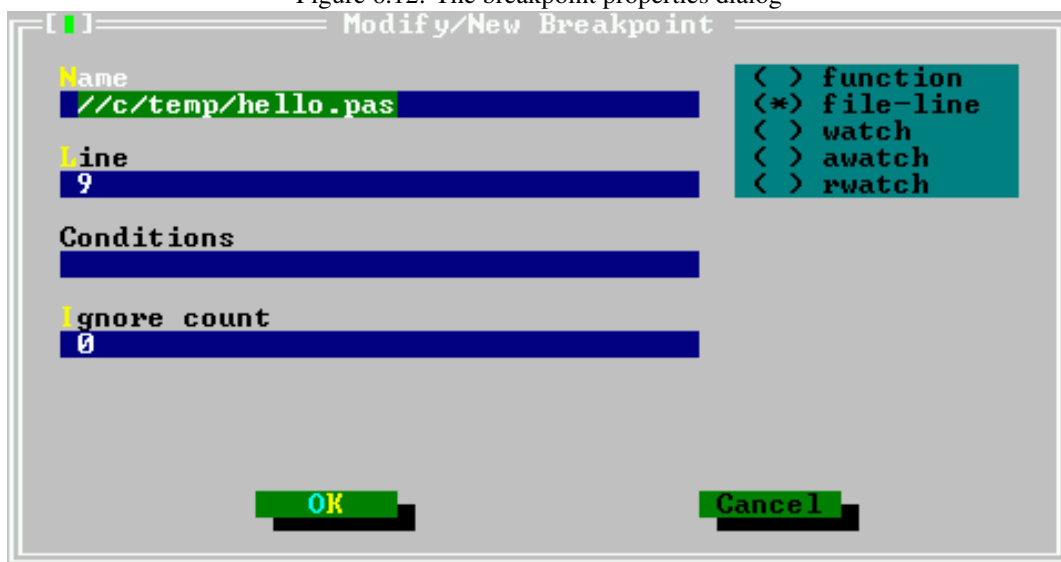 Figure 6.12: The breakpoint properties dialog
[■] Modify/New Breakpoint
Name
//c/temp/hello.pas
Line
9
Conditions
Ignore count
0
( ) function
(*) file-line
( ) watch
( ) awatch
( ) rwatch
OK
Cancel